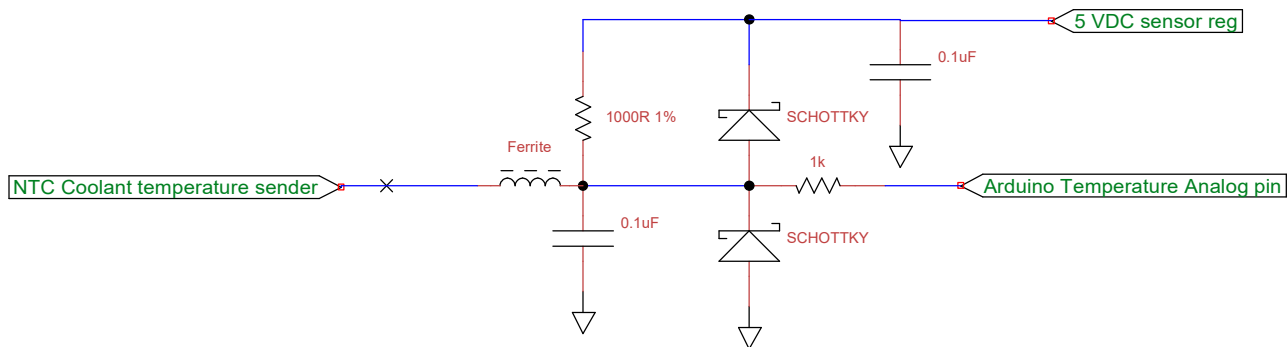 5 VDC sensor reg
0.1uF
1000R 1%
SCHOTTKY
Ferrite
1k
NTC Coolant temperature sender
Arduino Temperature Analog pin
0.1uF
SCHOTTKY